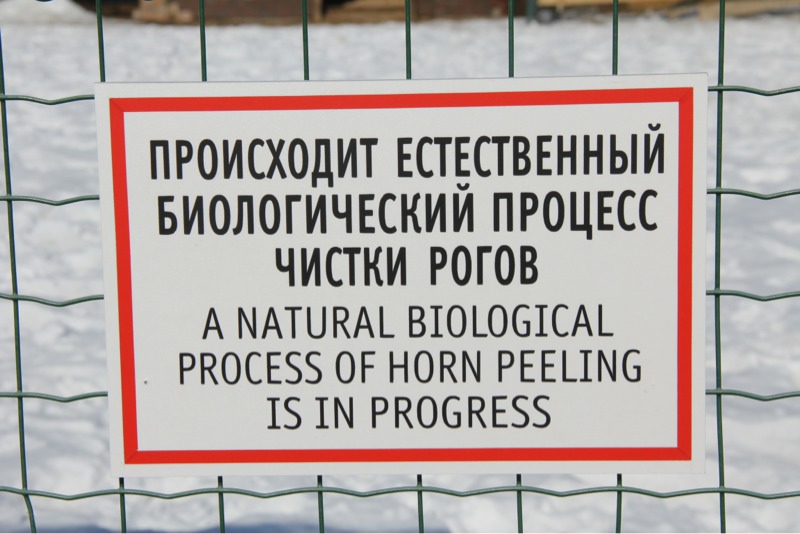 ПРОИСХОДИТ ЕСТЕСТВЕННЫЙ
БИОЛОГИЧЕСКИЙ ПРОЦЕСС
ЧИСТКИ РОГОВ
A NATURAL BIOLOGICAL
PROCESS OF HORN PEELING
IS IN PROGRESS